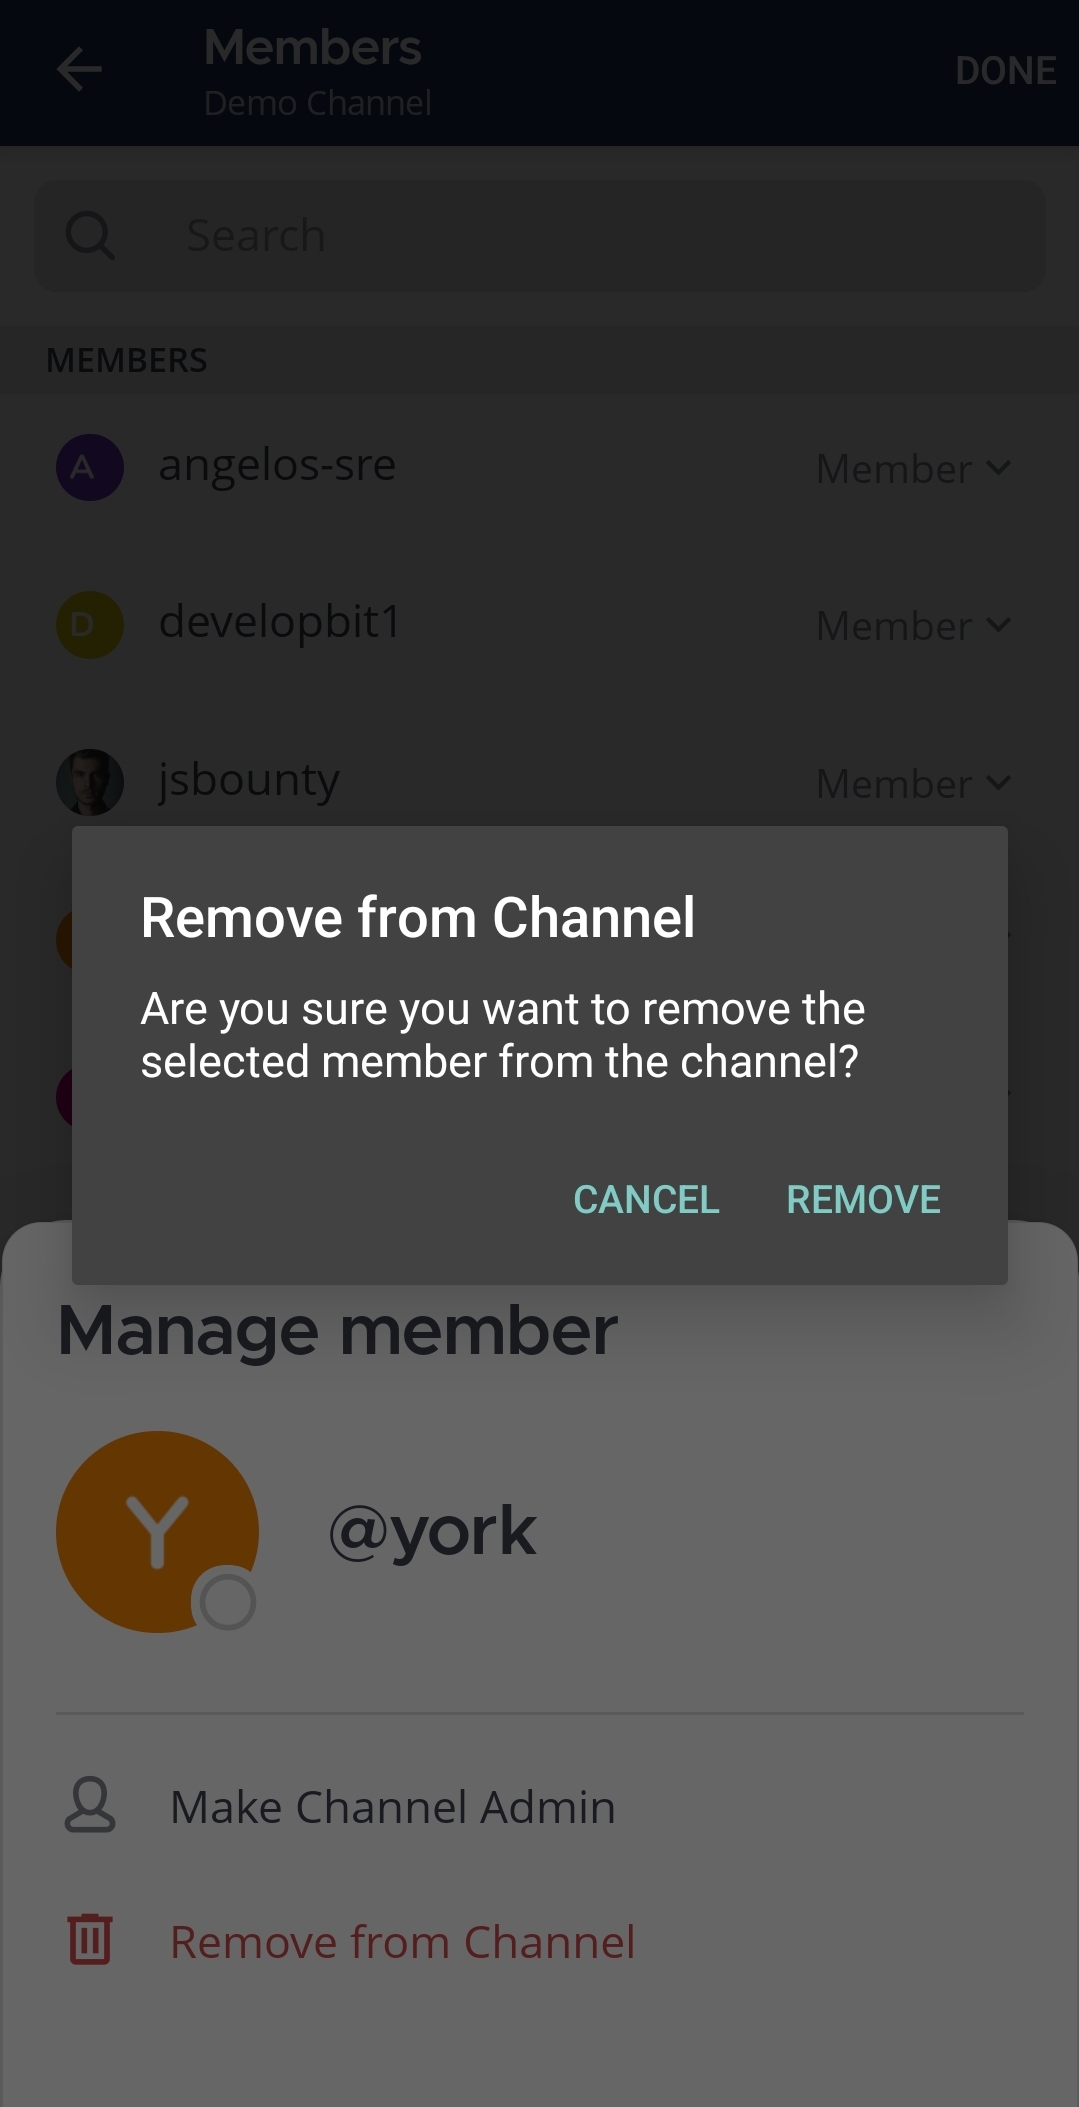 Members
Demo Channel
DONE
Search
MEMBERS
A
angelos-sre
Member
D
developbit1
Member
jsbounty
Member
Remove from Channel
Are you sure you want to remove the
selected member from the channel?
CANCEL
REMOVE
Manage member
Y
@york
Make Channel Admin
Remove from Channel